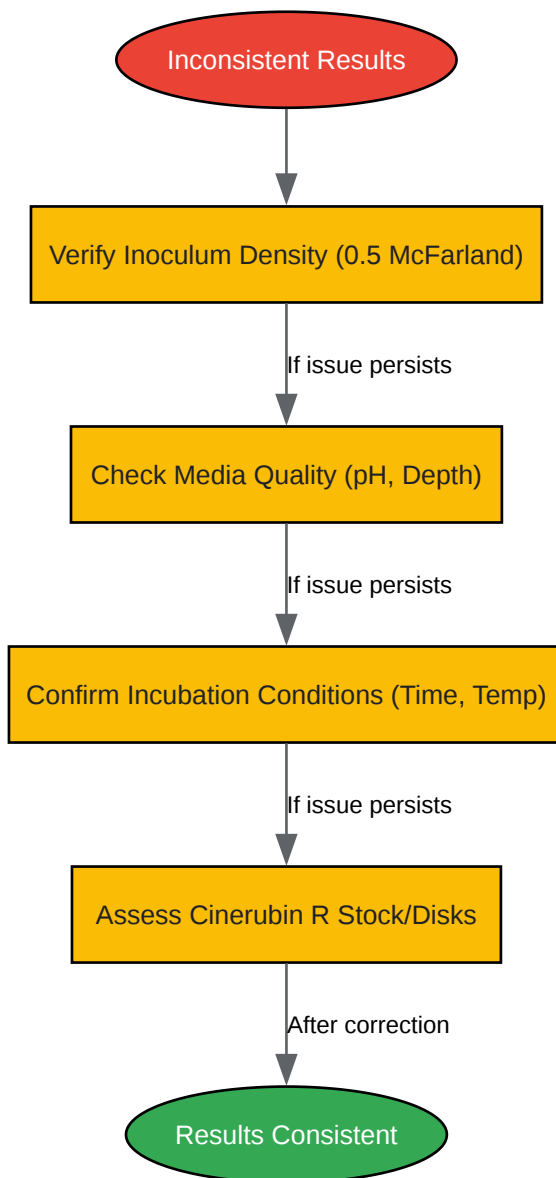 Inconsistent Results
Verify Inoculum Density (0.5 McFarland)
If issue persists
Check Media Quality (pH, Depth)
If issue persists
Confirm Incubation Conditions (Time, Temp)
If issue persists
Assess Cinerubin R Stock/Disks
After correction
Results Consistent